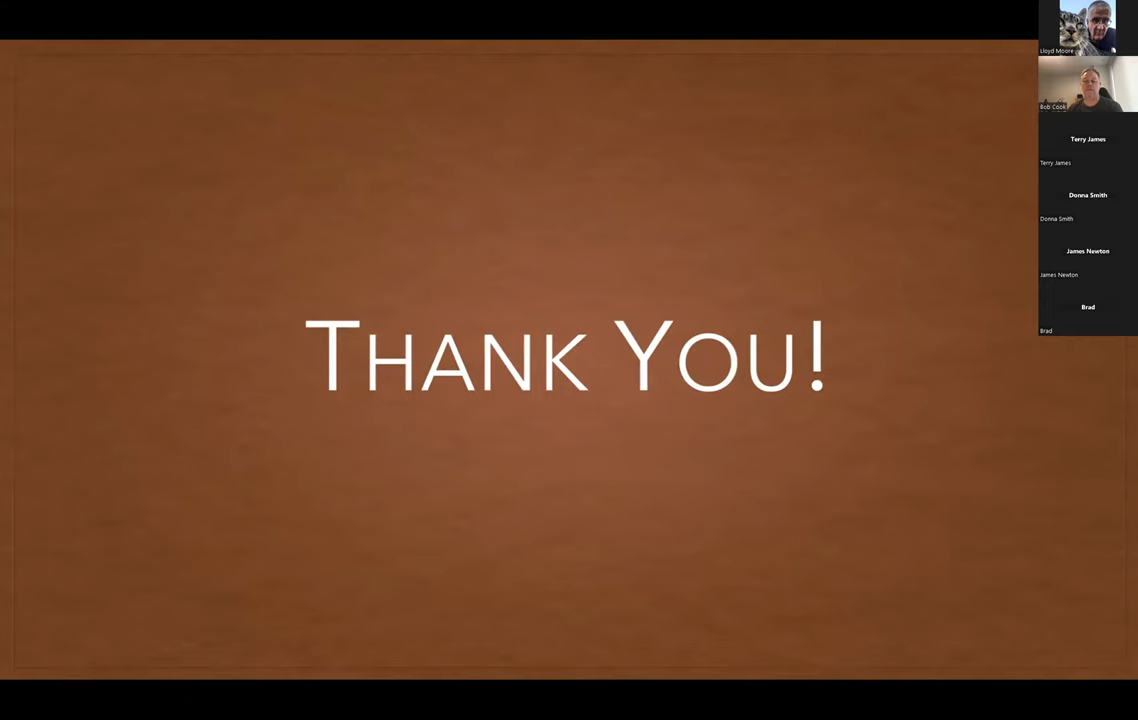 THANK YOU!
Lloyd Moore
Bob Cook
Terry James
Terry James
Donna Smith
Donna Smith
James Newton
James Newton
Brad
Brad